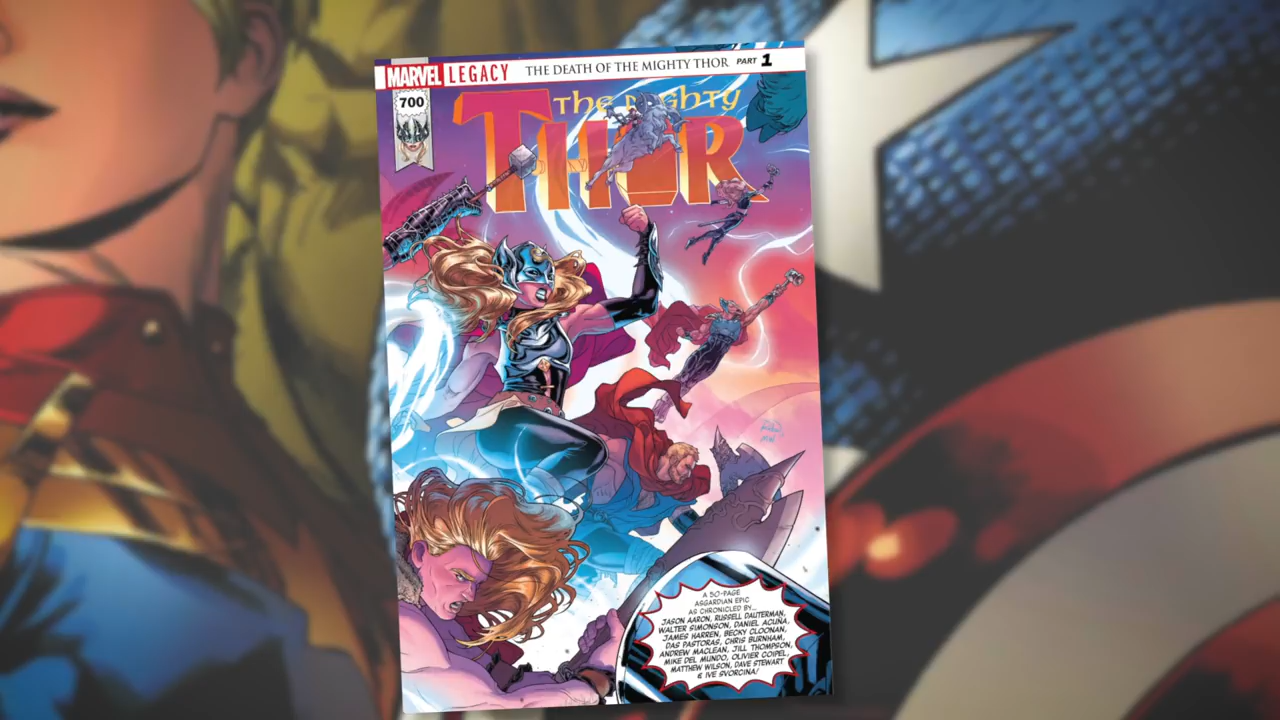 MARVEL LEGACY THE DEATH OF THE MIGHTY THOR PART 1
700
THE MIGHTY
THOR
A 50-PAGE
ASGARDIAN EPIC
AS CHRONICLED BY...
JASON AARON, RUSSELL DAUTERMAN,
WALTER SIMONSON, DANIEL ACUÑA,
JAMES HARREN, BECKY CLOONAN,
DAS PASTORAS, CHRIS BURNHAM,
ANDREW MACLEAN, JILL THOMPSON,
MIKE DEL MUNDO, OLIVIER COIPEL,
MATTHEW WILSON, DAVE STEWART
& IVE SVORCINA!